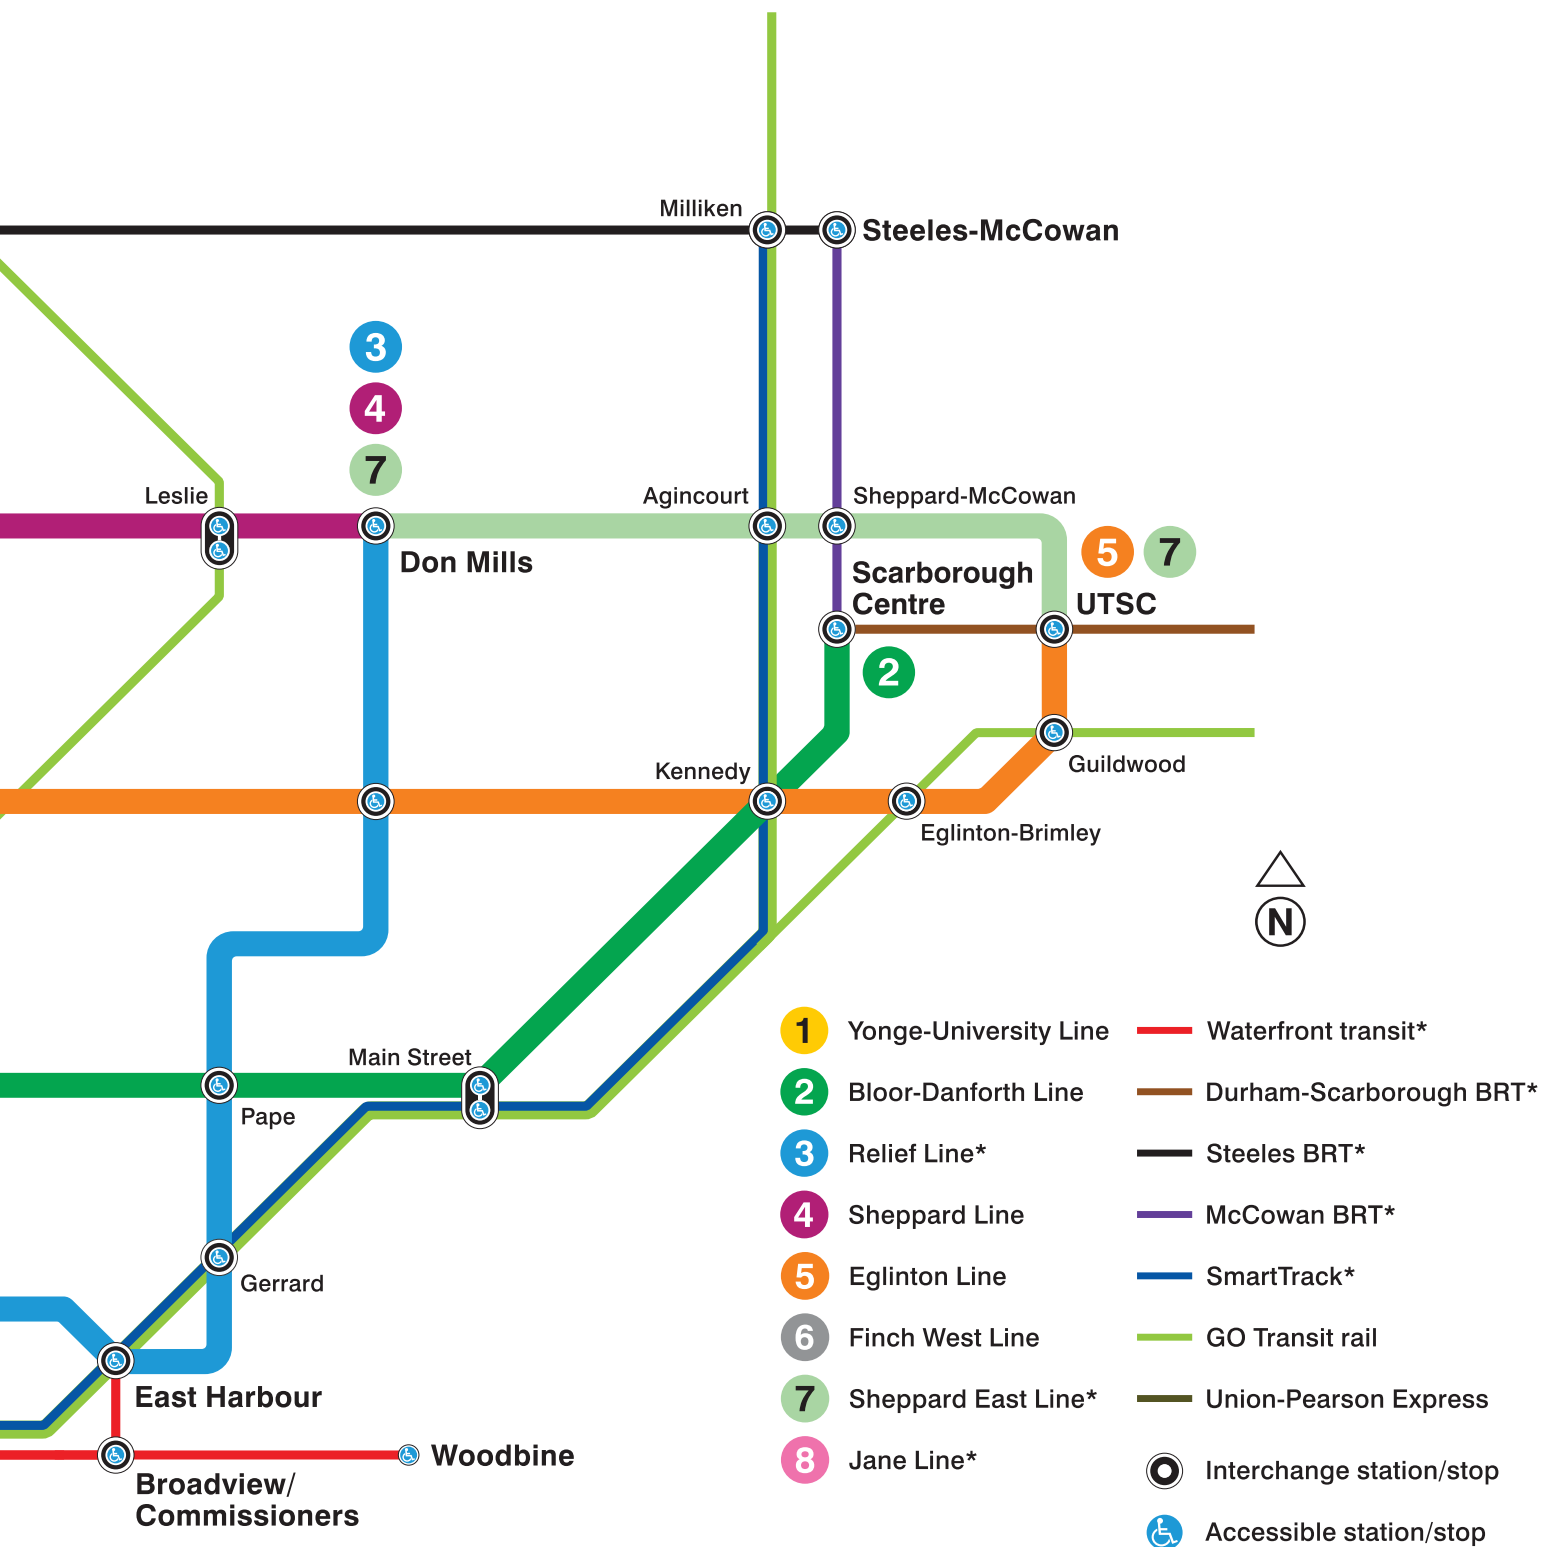 Milliken
Steeles-McCowan
3
4
7
Leslie
Agincourt
Sheppard-McCowan
Don Mills
5 7
Scarborough
Centre
UTSC
2
Kennedy
Guildwood
Eglinton-Brimley
N
Main Street
Pape
Gerrard
East Harbour
Woodbine
Broadview/
Commissioners
1 Yonge-University Line
2 Bloor-Danforth Line
3 Relief Line*
4 Sheppard Line
5 Eglinton Line
6 Finch West Line
7 Sheppard East Line*
8 Jane Line*
Waterfront transit*
Durham-Scarborough BRT*
Steeles BRT*
McCowan BRT*
SmartTrack*
GO Transit rail
Union-Pearson Express
Interchange station/stop
Accessible station/stop